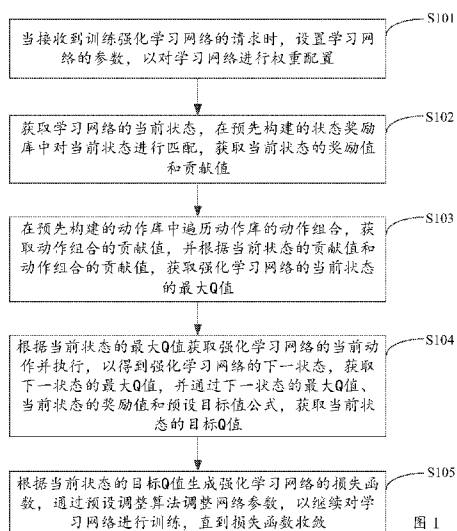 S101
当接收到训练强化学习网络的请求时，设置学习网
络的参数，以对学习网络进行权重配置
S102
获取学习网络的当前状态，在预先构建的状态奖励
库中对当前状态进行匹配，获取当前状态的奖励值
和贡献值
S103
在预先构建的动作库中遍历动作库的动作组合，获
取动作组合的贡献值，并根据当前状态的贡献值和
动作组合的贡献值，获取强化学习网络的当前状态
的最大Q值
S104
根据当前状态的最大Q值获取强化学习网络的当前动
作并执行，以得到强化学习网络的下一状态，获取
下一状态的最大Q值，并通过下一状态的最大Q值、
当前状态的奖励值和预设目标值公式，获取当前状
态的目标Q值
S105
根据当前状态的目标Q值生成强化学习网络的损失函
数，通过预设调整算法调整网络参数，以继续对学
习网络进行训练，直到损失函数收敛
图 1